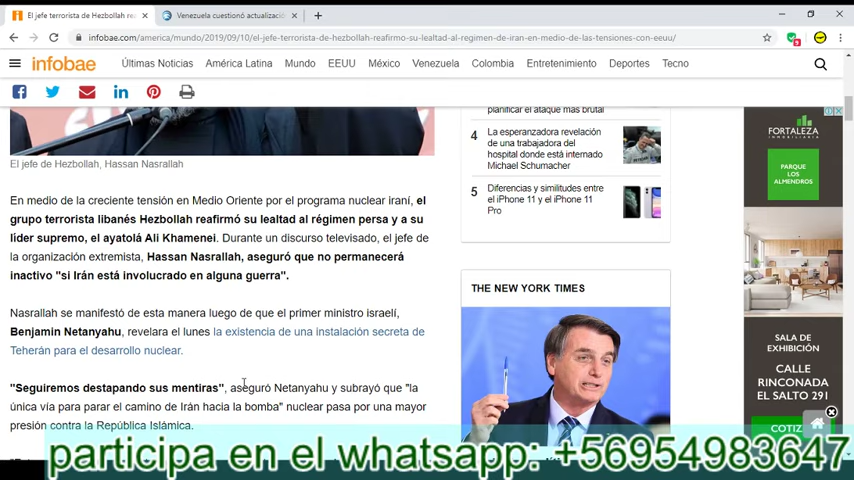 El jefe terrorista de Hezbollah rea
Venezuela cuestionó actualizació
infobae.com/america/mundo/2019/09/10/el-jefe-terrorista-de-hezbollah-reafirmo-su-lealtad-al-regimen-de-iran-en-medio-de-las-tensiones-con-eeuu/
infobae
Últimas Noticias América Latina Mundo EEUU México Venezuela Colombia Entretenimiento Deportes Tecno
El jefe de Hezbollah, Hassan Nasrallah
En medio de la creciente tensión en Medio Oriente por el programa nuclear iraní, el
grupo terrorista libanés Hezbollah reafirmó su lealtad al régimen persa y a su
líder supremo, el ayatolá Ali Khamenei. Durante un discurso televisado, el jefe de
la organización extremista, Hassan Nasrallah, aseguró que no permanecerá
inactivo "si Irán está involucrado en alguna guerra".
Nasrallah se manifestó de esta manera luego de que el primer ministro israelí,
Benjamin Netanyahu, revelara el lunes la existencia de una instalación secreta de
Teherán para el desarrollo nuclear.
"Seguiremos destapando sus mentiras", aseguró Netanyahu y subrayó que "la
única vía para parar el camino de Irán hacia la bomba" nuclear pasa por una mayor
presión contra la República Islámica.
planificar el ataque más brutal
4 La esperanzadora revelación
de una trabajadora del
hospital donde está internado
Michael Schumacher
5 Diferencias y similitudes entre
el iPhone 11 y el iPhone 11
Pro
THE NEW YORK TIMES
FORTALEZA
INMOBILIARIA
PARQUE
LOS
ALMENDROS
SALA DE
EXHIBICIÓN
CALLE
RINCONADA
EL SALTO 291
COTIZ
participa en el whatsapp: +56954983647